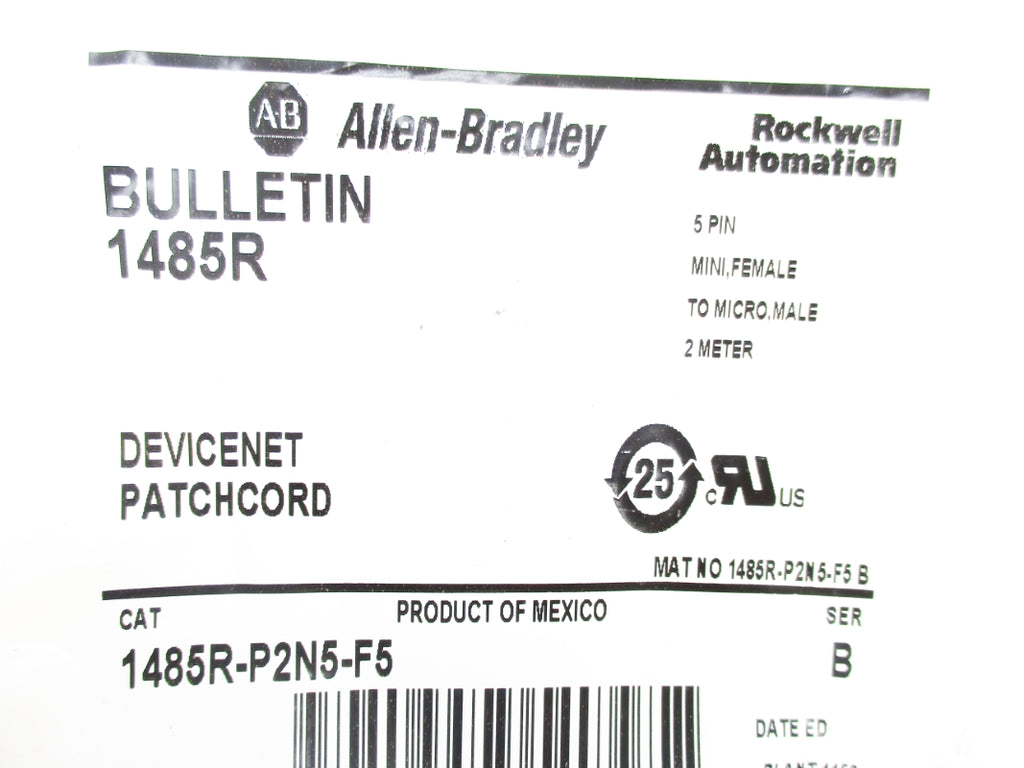 AB Allen-Bradley
Rockwell
Automation
BULLETIN
1485R
5 PIN
MINI,FEMALE
TO MICRO,MALE
2 METER
DEVICENET
PATCHCORD
25
c RU US
MAT NO 1485R-P2N5-F5 B
CAT
PRODUCT OF MEXICO
SER
1485R-P2N5-F5
B
DATE ED